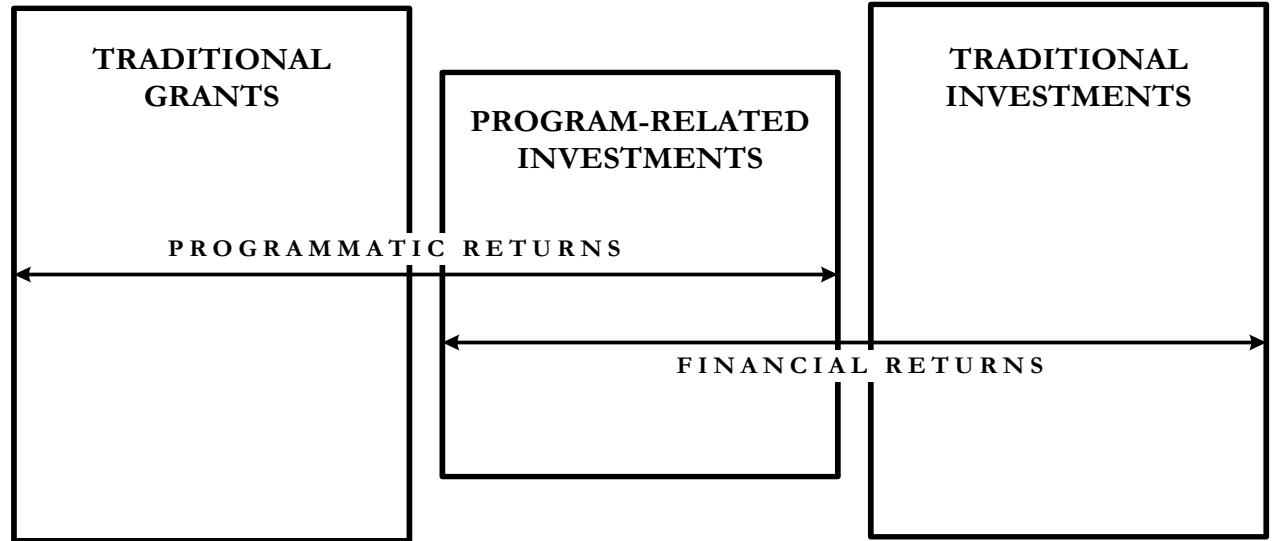 TRADITIONAL
GRANTS
PROGRAM-RELATED
INVESTMENTS
TRADITIONAL
INVESTMENTS
PROGRAMMATIC RETURNS
FINANCIAL RETURNS